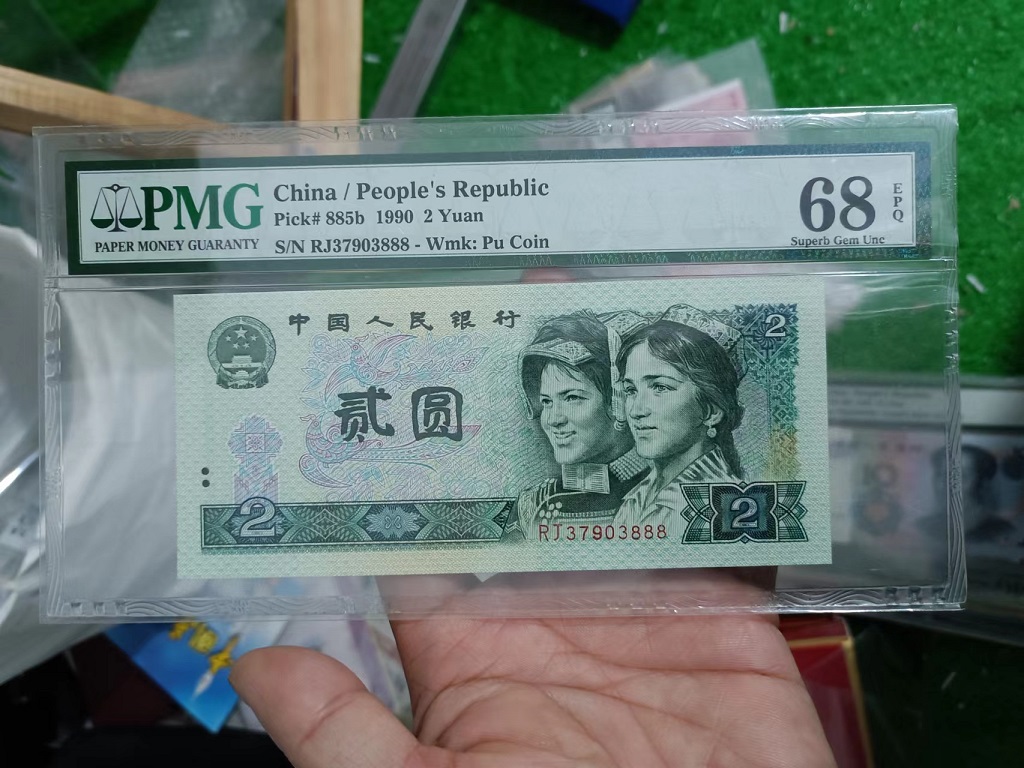 PMG
PAPER MONEY GUARANTY
China / People's Republic
Pick# 885b 1990 2 Yuan
S/N RJ37903888 - Wmk: Pu Coin
68
EPQ
Superb Gem Unc
中国人民银行
2
贰圆
2
2
RJ37903888